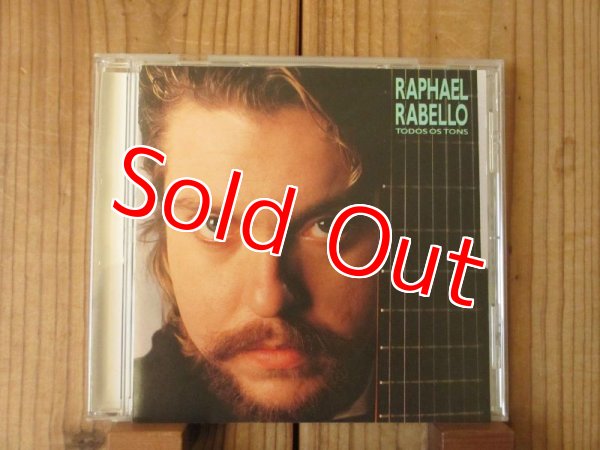 RAPHAEL
RABELLO
TODOS OS TONS
Sold Out